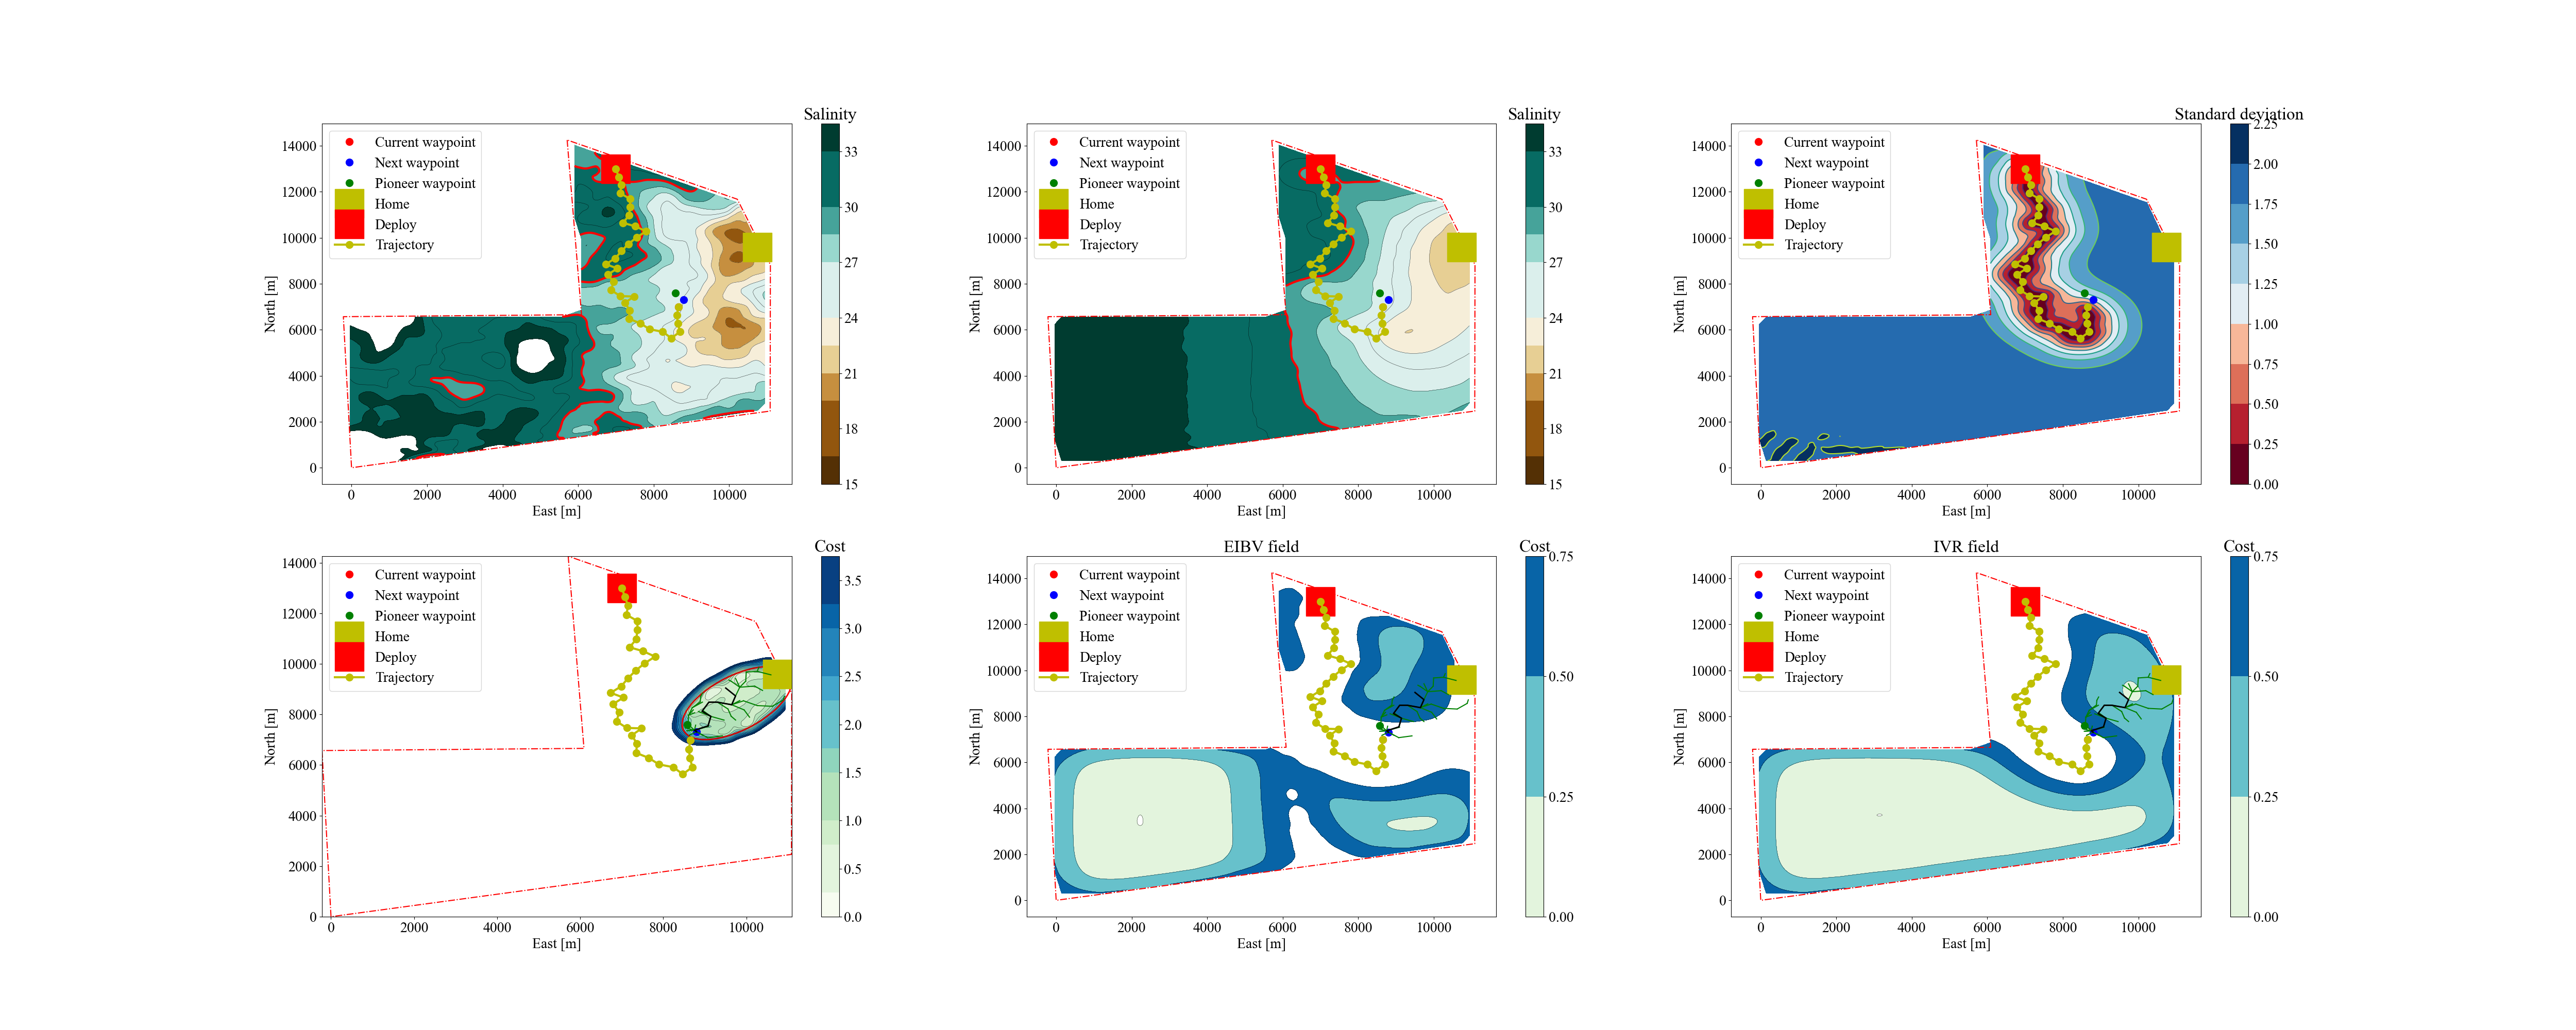 Salinity
14000
12000
10000
8000
6000
4000
2000
0
North [m]
Current waypoint
Next waypoint
Pioneer waypoint
Home
Deploy
Trajectory
0 2000 4000 6000 8000 10000
East [m]
33
30
27
24
21
18
15
Salinity
14000
12000
10000
8000
6000
4000
2000
0
North [m]
Current waypoint
Next waypoint
Pioneer waypoint
Home
Deploy
Trajectory
0 2000 4000 6000 8000 10000
East [m]
33
30
27
24
21
18
15
Standard deviation
14000
12000
10000
8000
6000
4000
2000
0
North [m]
Current waypoint
Next waypoint
Pioneer waypoint
Home
Deploy
Trajectory
0 2000 4000 6000 8000 10000
East [m]
2.25
2.00
1.75
1.50
1.25
1.00
0.75
0.50
0.25
0.00
Cost
14000
12000
10000
8000
6000
4000
2000
0
North [m]
Current waypoint
Next waypoint
Pioneer waypoint
Home
Deploy
Trajectory
0 2000 4000 6000 8000 10000
East [m]
3.5
3.0
2.5
2.0
1.5
1.0
0.5
0.0
EIBV field
Cost
14000
12000
10000
8000
6000
4000
2000
0
North [m]
Current waypoint
Next waypoint
Pioneer waypoint
Home
Deploy
Trajectory
0 2000 4000 6000 8000 10000
East [m]
0.75
0.50
0.25
0.00
IVR field
Cost
14000
12000
10000
8000
6000
4000
2000
0
North [m]
Current waypoint
Next waypoint
Pioneer waypoint
Home
Deploy
Trajectory
0 2000 4000 6000 8000 10000
East [m]
0.75
0.50
0.25
0.00